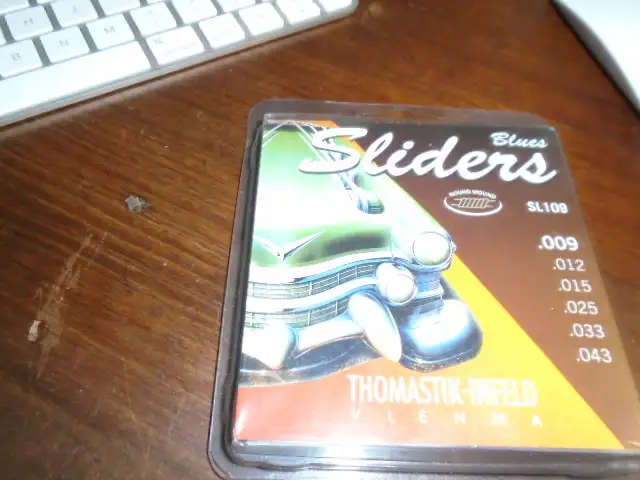 Blues
Sliders
ROUND WOUND
SL109
.009
.012
.015
.025
.033
.043
THOMASTIK-INFELD
VIENNA
B
N
M